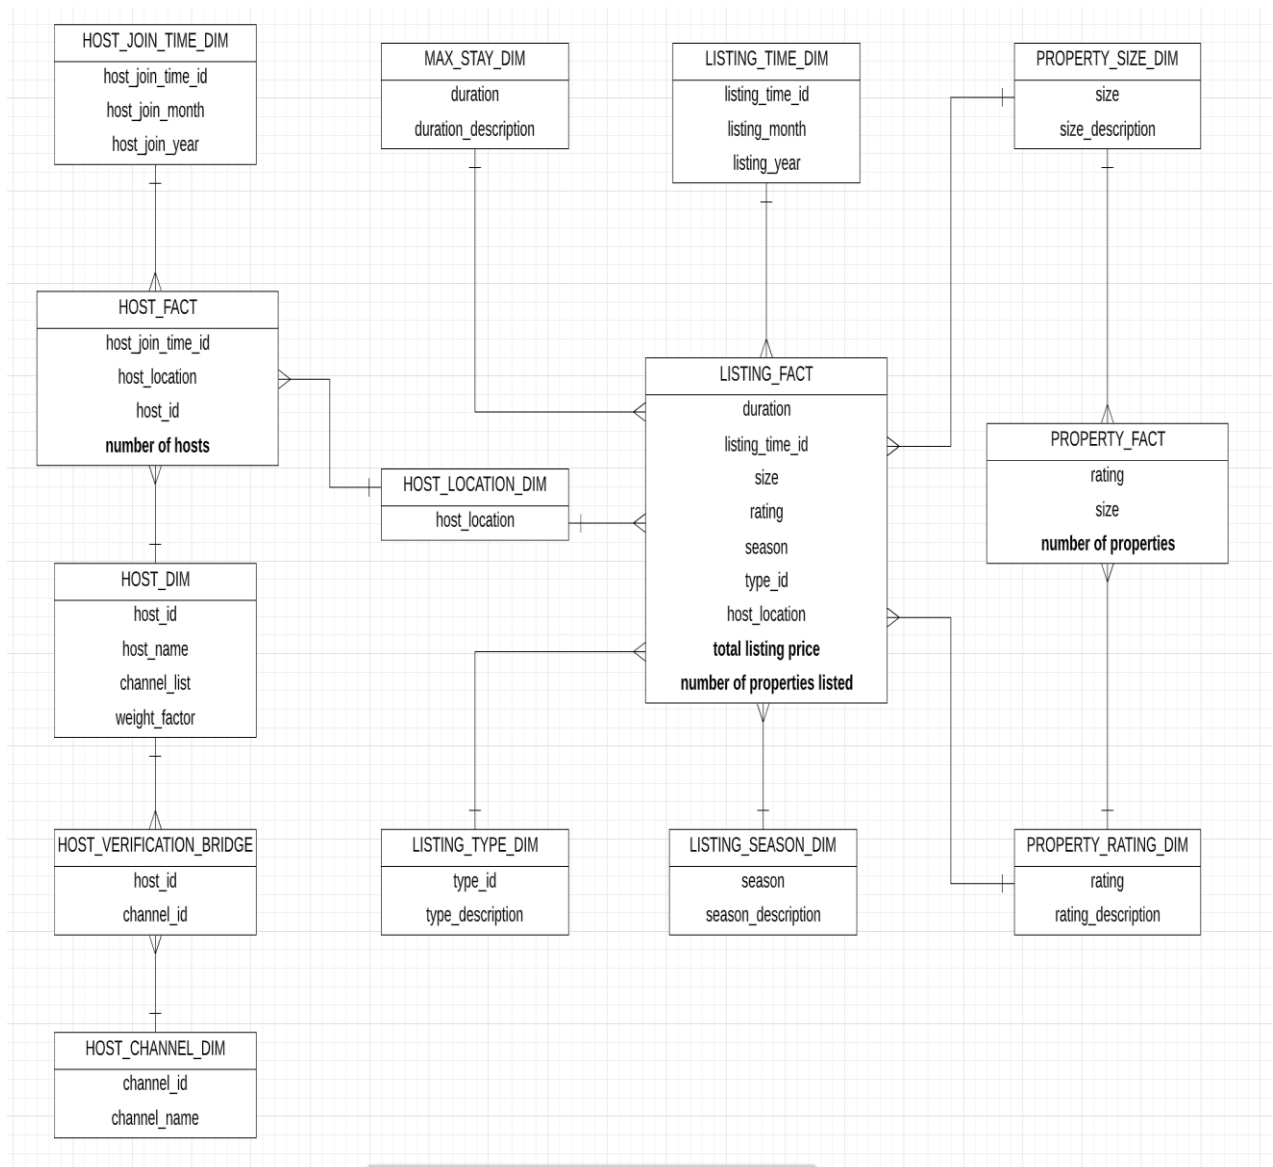 HOST_JOIN_TIME_DIM
host_join_time_id
host_join_month
host_join_year
MAX_STAY_DIM
duration
duration_description
LISTING_TIME_DIM
listing_time_id
listing_month
listing_year
PROPERTY_SIZE_DIM
size
size_description
HOST_FACT
host_join_time_id
host_location
host_id
number of hosts
HOST_LOCATION_DIM
host_location
LISTING_FACT
duration
listing_time_id
size
rating
season
type_id
host_location
total listing price
number of properties listed
PROPERTY_FACT
rating
size
number of properties
HOST_DIM
host_id
host_name
channel_list
weight_factor
HOST_VERIFICATION_BRIDGE
host_id
channel_id
LISTING_TYPE_DIM
type_id
type_description
LISTING_SEASON_DIM
season
season_description
PROPERTY_RATING_DIM
rating
rating_description
HOST_CHANNEL_DIM
channel_id
channel_name